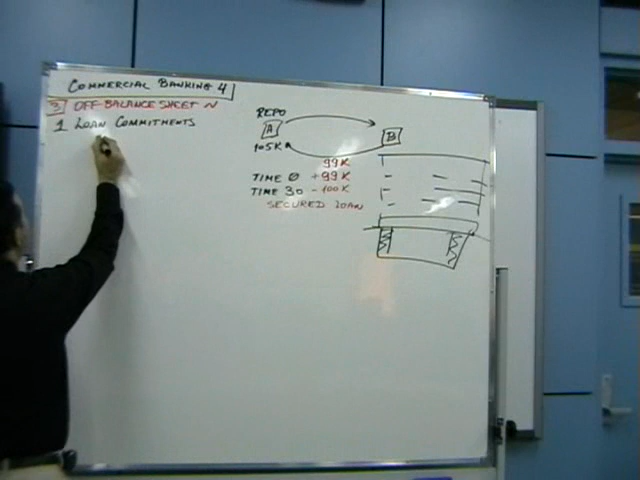 COMMERCIAL BANKING 4
3 OFF-BALANCE SHEET ~
1 LOAN COMMITMENTS
REPO
A
B
105K
99K
TIME 0 +99K
TIME 30 -100K
SECURED LOAN